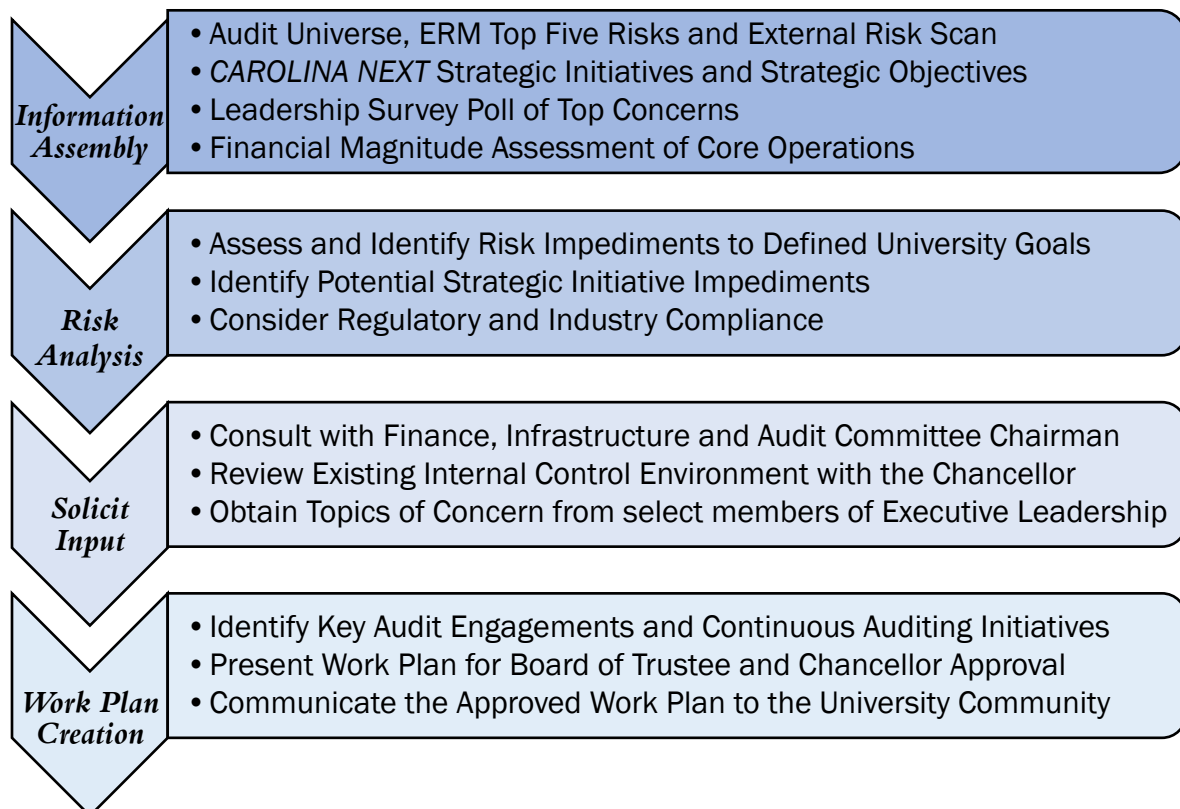 Information
Assembly
• Audit Universe, ERM Top Five Risks and External Risk Scan
• CAROLINA NEXT Strategic Initiatives and Strategic Objectives
• Leadership Survey Poll of Top Concerns
• Financial Magnitude Assessment of Core Operations
Risk
Analysis
• Assess and Identify Risk Impediments to Defined University Goals
• Identify Potential Strategic Initiative Impediments
• Consider Regulatory and Industry Compliance
Solicit
Input
• Consult with Finance, Infrastructure and Audit Committee Chairman
• Review Existing Internal Control Environment with the Chancellor
• Obtain Topics of Concern from select members of Executive Leadership
Work Plan
Creation
• Identify Key Audit Engagements and Continuous Auditing Initiatives
• Present Work Plan for Board of Trustee and Chancellor Approval
• Communicate the Approved Work Plan to the University Community